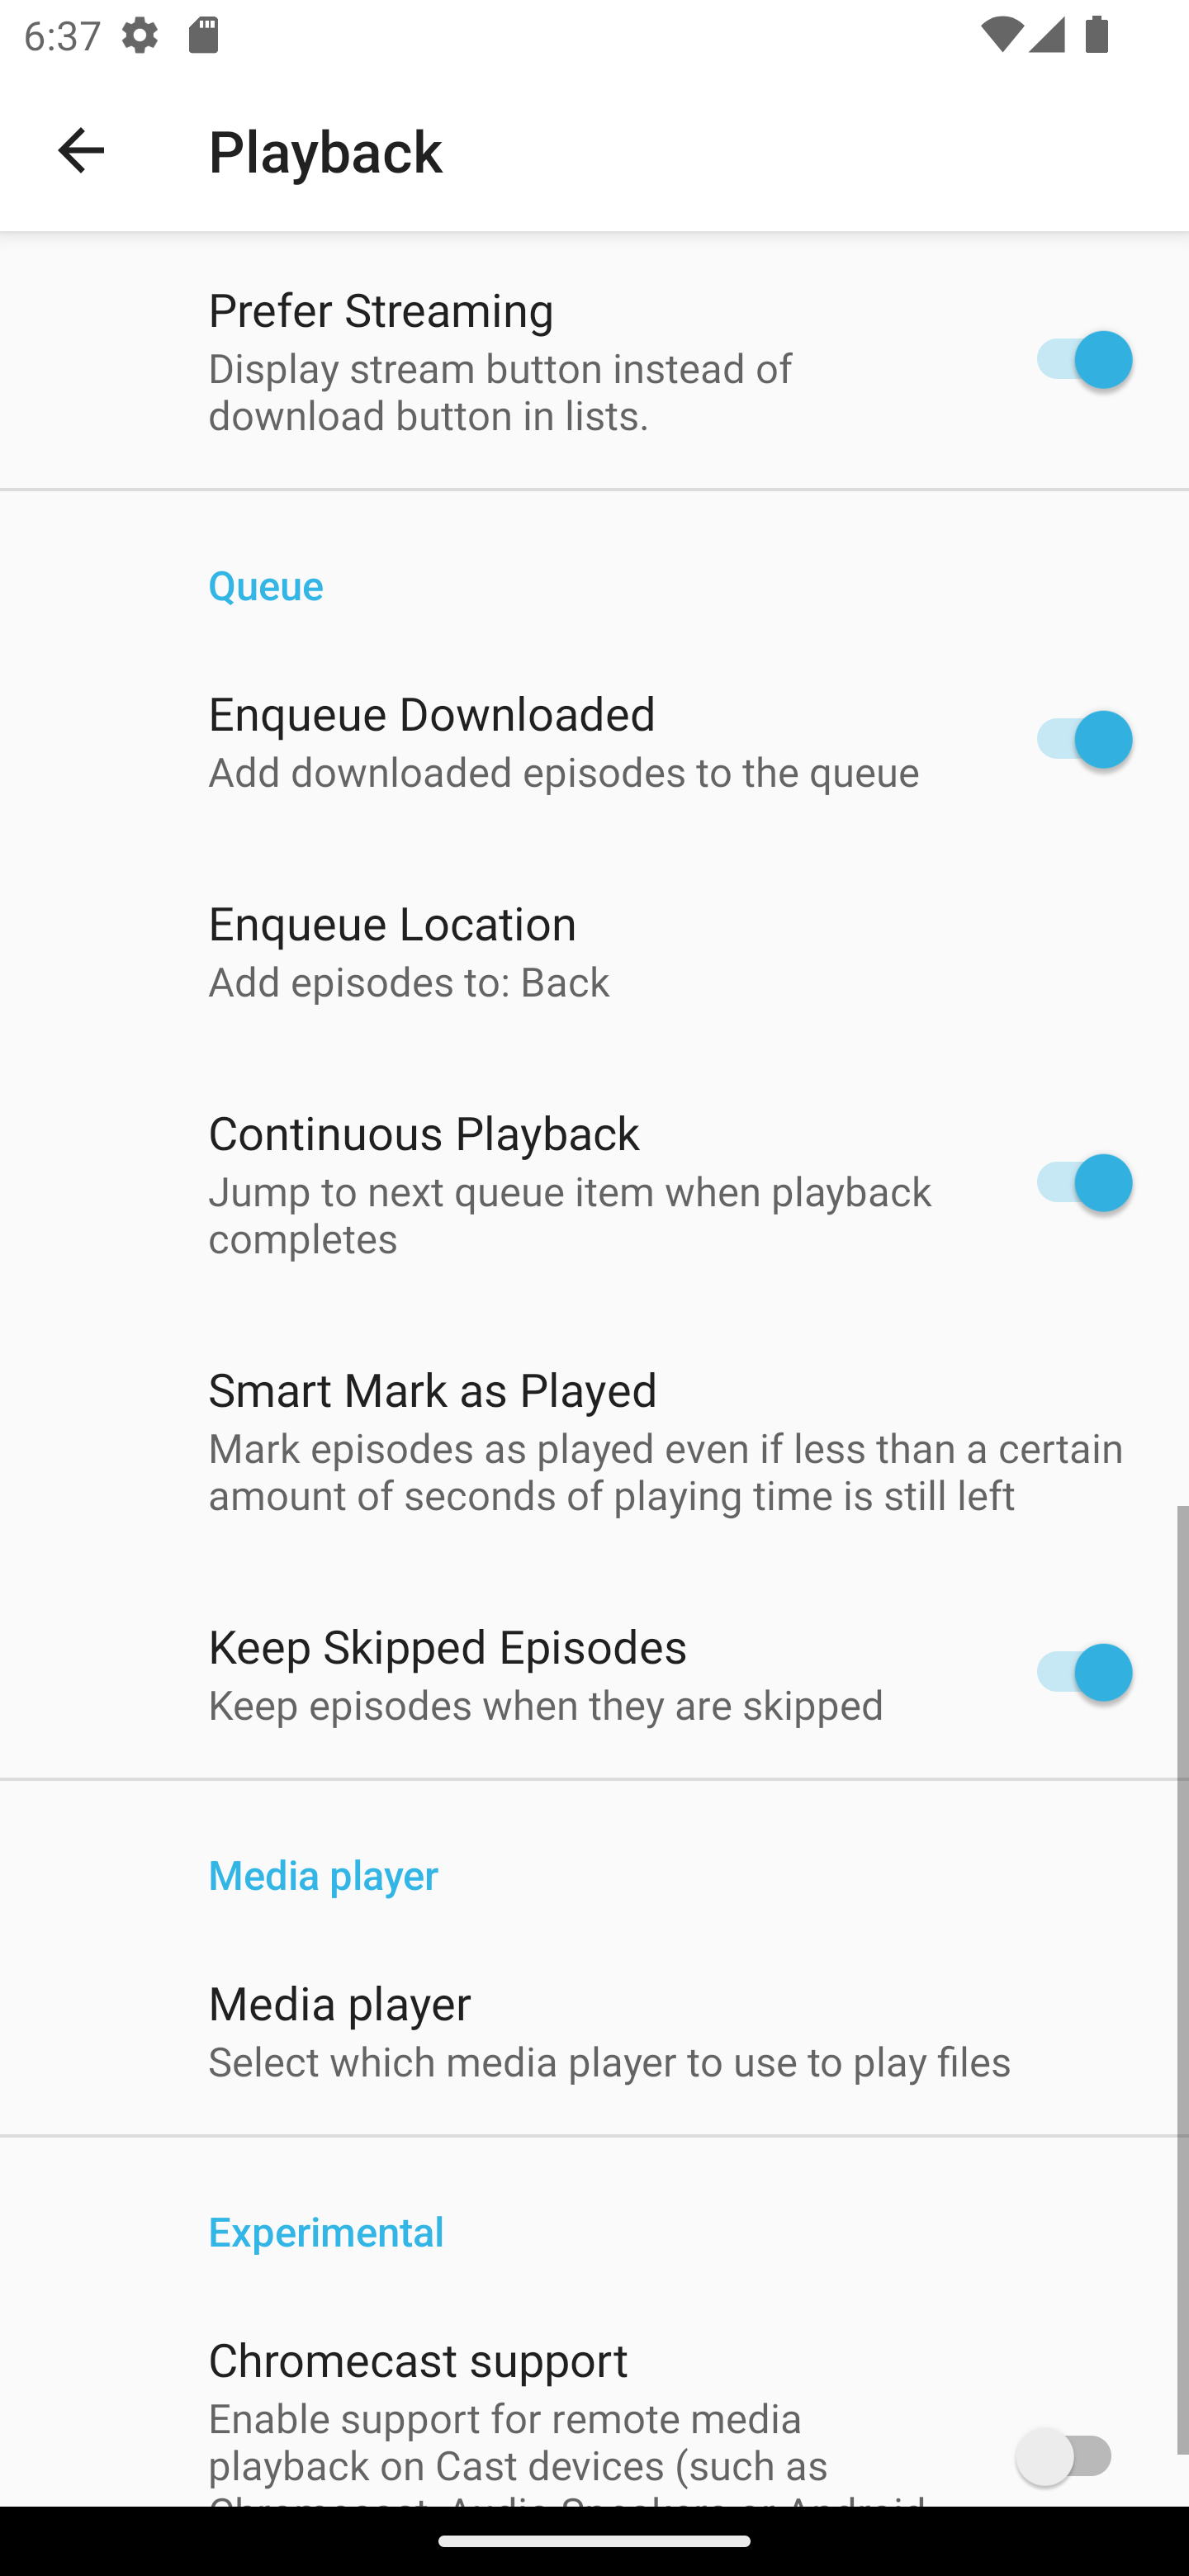 6:37
Playback
Prefer Streaming
Display stream button instead of
download button in lists.
Queue
Enqueue Downloaded
Add downloaded episodes to the queue
Enqueue Location
Add episodes to: Back
Continuous Playback
Jump to next queue item when playback
completes
Smart Mark as Played
Mark episodes as played even if less than a certain
amount of seconds of playing time is still left
Keep Skipped Episodes
Keep episodes when they are skipped
Media player
Media player
Select which media player to use to play files
Experimental
Chromecast support
Enable support for remote media
playback on Cast devices (such as
Chromecast, Audio Speakers or Android